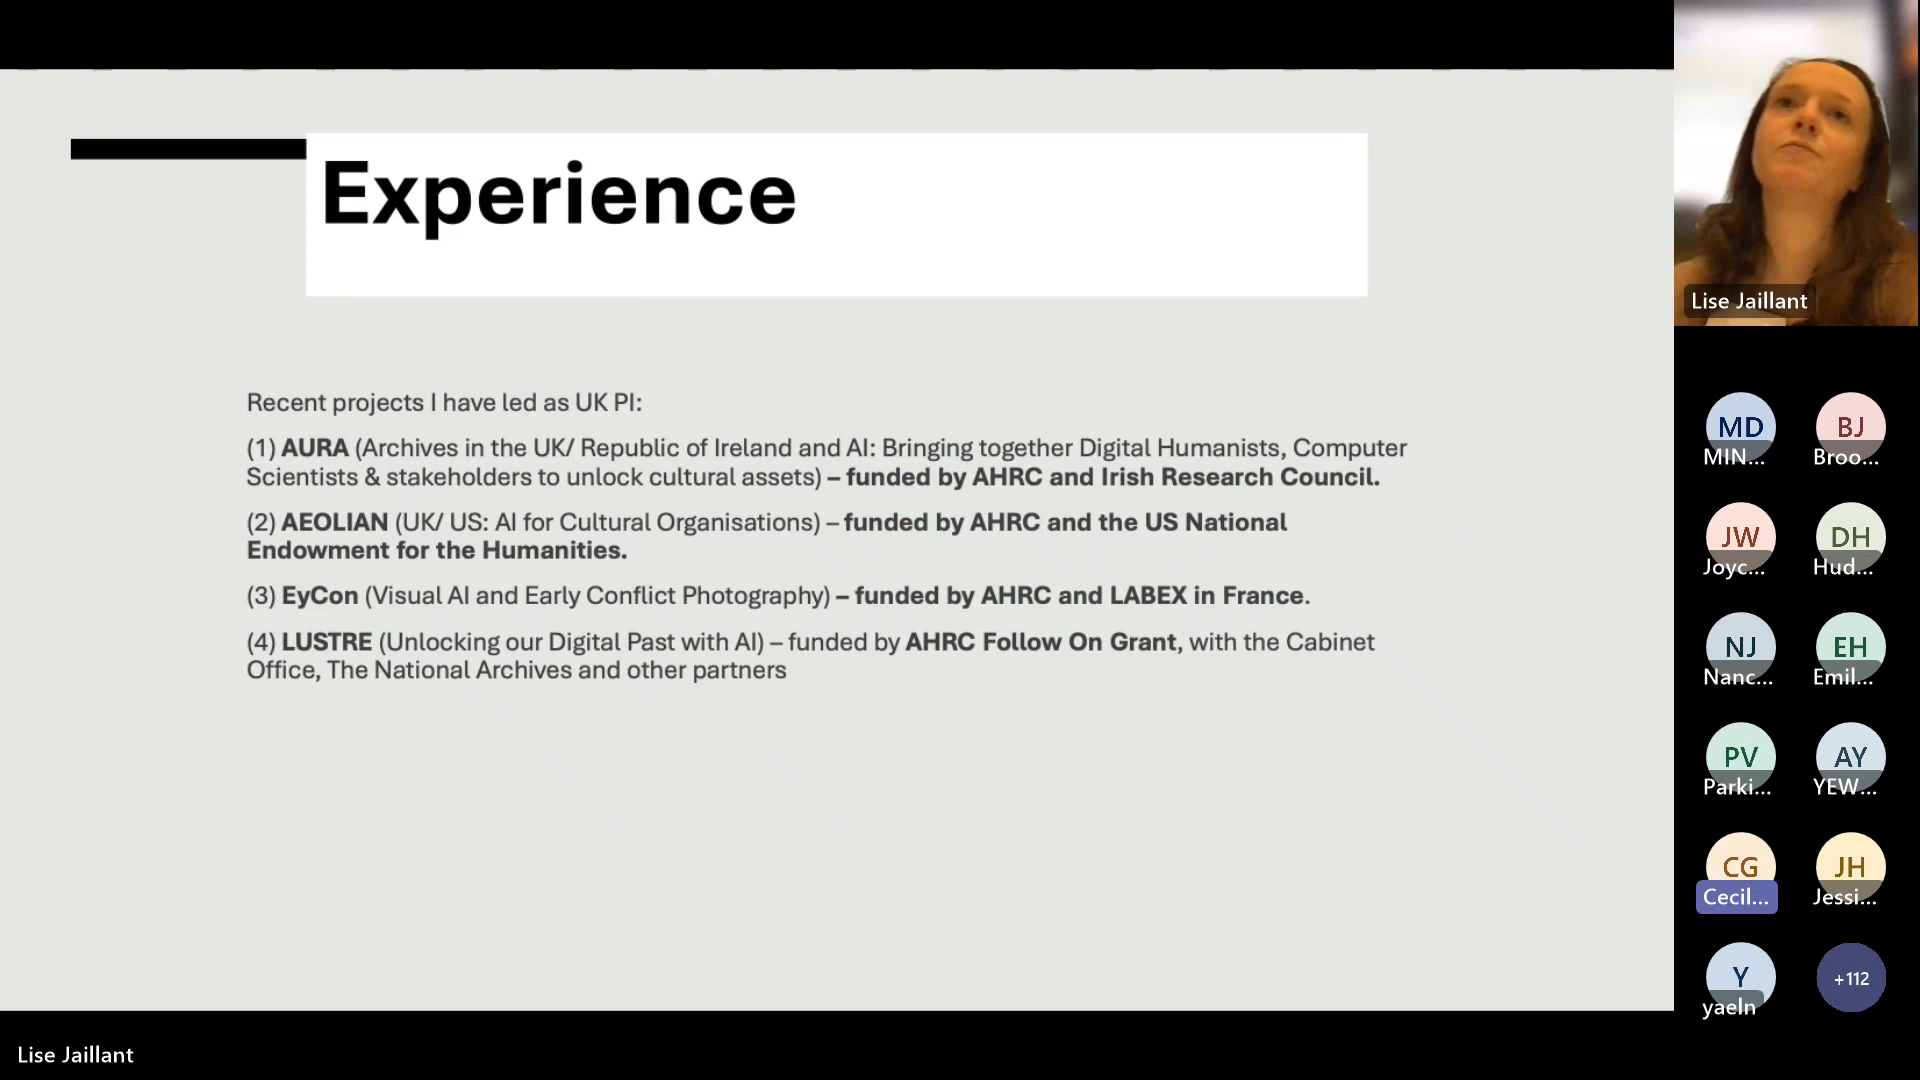 Experience
Recent projects I have led as UK PI:
(1) AURA (Archives in the UK/ Republic of Ireland and AI: Bringing together Digital Humanists, Computer
Scientists & stakeholders to unlock cultural assets) – funded by AHRC and Irish Research Council.
(2) AEOLIAN (UK/ US: AI for Cultural Organisations) – funded by AHRC and the US National
Endowment for the Humanities.
(3) EyCon (Visual AI and Early Conflict Photography) – funded by AHRC and LABEX in France.
(4) LUSTRE (Unlocking our Digital Past with AI) – funded by AHRC Follow On Grant, with the Cabinet
Office, The National Archives and other partners
Lise Jaillant
MD
BJ
MIN...
Broo...
JW
DH
Joyc...
Hud...
NJ
EH
Nanc...
Emil...
PV
AY
Parki...
YEW...
CG
JH
Cecil...
Jessi...
Y
+112
yaeln
Lise Jaillant